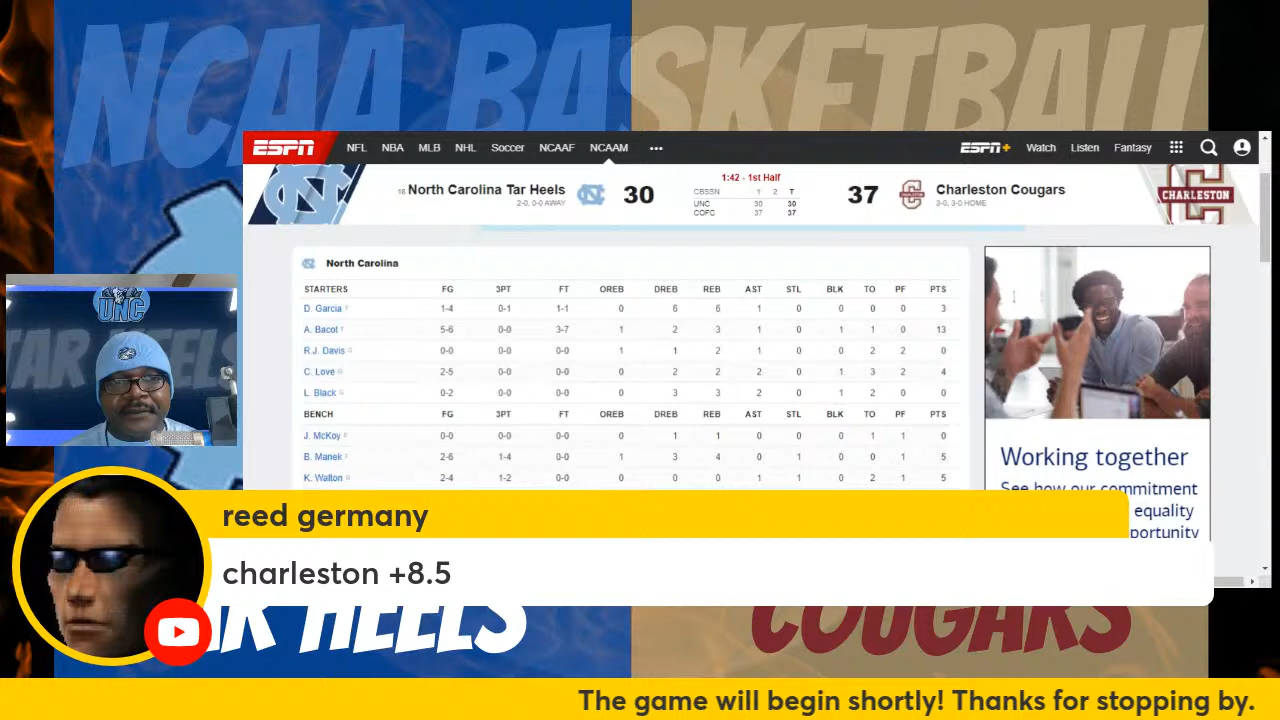 NCAA BASKETBALL
ESPN NFL NBA MLB NHL Soccer NCAAF NCAAM ... ESPN+ Watch Listen Fantasy
1:42 - 1st Half
18 North Carolina Tar Heels 30 CBSSN 1 2 T 37 Charleston Cougars CHARLESTON
2-0, 0-0 AWAY UNC 30 30 3-0, 3-0 HOME
COFC 37 37
North Carolina
STARTERS FG 3PT FT OREB DREB REB AST STL BLK TO PF PTS
D. Garcia F 1-4 0-1 1-1 0 6 6 1 0 0 0 0 3
A. Bacot F 5-6 0-0 3-7 1 2 3 1 0 1 1 0 13
R.J. Davis G 0-0 0-0 0-0 1 1 2 1 0 0 2 2 0
C. Love G 2-5 0-0 0-0 0 2 2 2 0 1 3 2 4
L. Black G 0-2 0-0 0-0 0 3 3 2 0 1 2 0 0
BENCH FG 3PT FT OREB DREB REB AST STL BLK TO PF PTS
J. McKoy F 0-0 0-0 0-0 0 1 1 0 0 0 1 1 0
B. Manek F 2-6 1-4 0-0 1 3 4 0 1 0 0 1 5
K. Walton G 2-4 1-2 0-0 0 0 0 1 1 0 2 1 5
Working together
See how our commitment
equality
portunity
UNC
TAR HEELS
reed germany
charleston +8.5
AR HEELS
COUGARS
The game will begin shortly! Thanks for stopping by.